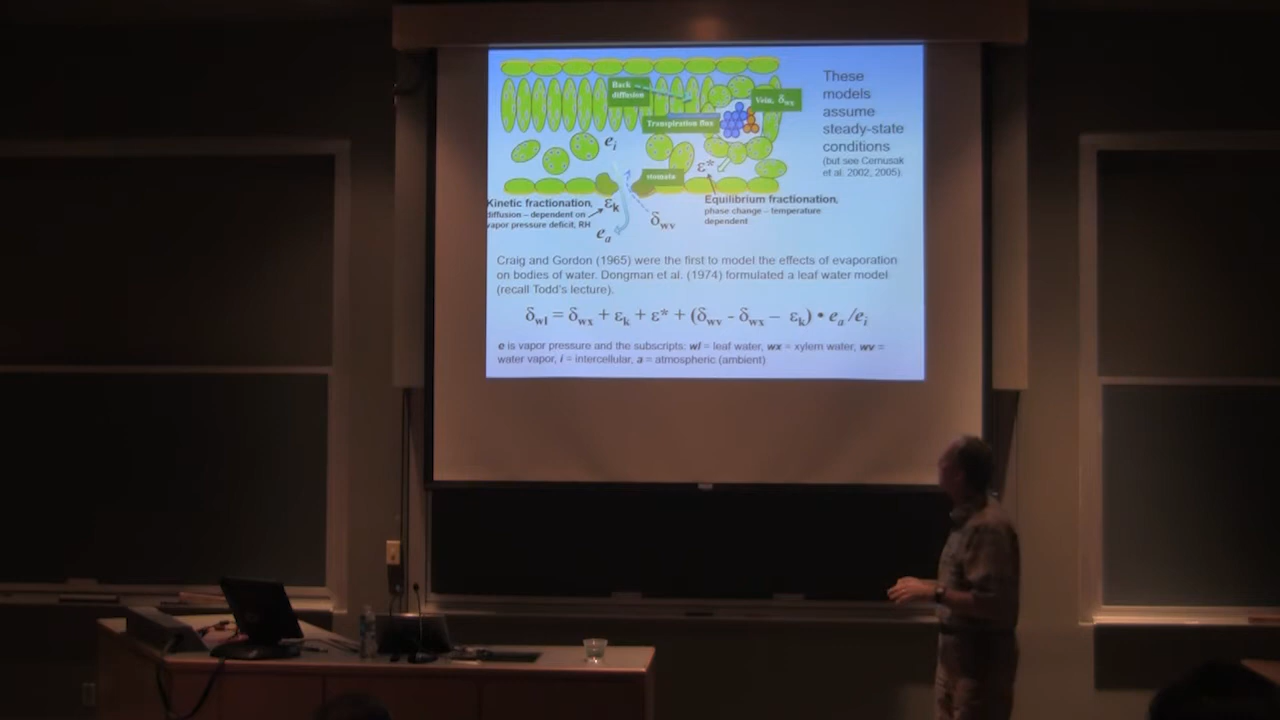 Back
diffusion
Vein, δwx
Transpiration flux
ei
ε*
stomata
These
models
assume
steady-state
conditions
(but see Cernusak
et al. 2002, 2005).
Kinetic fractionation,
diffusion – dependent on
vapor pressure deficit, RH
εk
ea
δwv
Equilibrium fractionation,
phase change – temperature
dependent
Craig and Gordon (1965) were the first to model the effects of evaporation
on bodies of water. Dongman et al. (1974) formulated a leaf water model
(recall Todd's lecture).
δwl = δwx + εk + ε* + (δwv - δwx – εk) • ea /ei
e is vapor pressure and the subscripts: wl = leaf water, wx = xylem water, wv =
water vapor, i = intercellular, a = atmospheric (ambient)